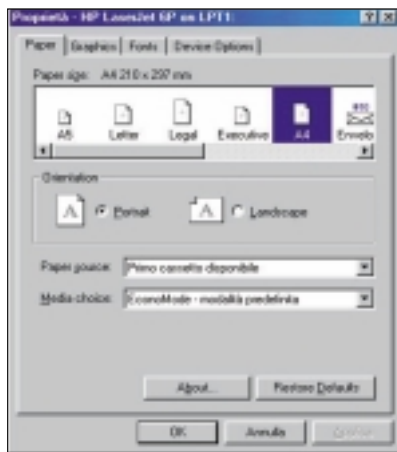 Proprietà - HP LaserJet 6P on LPT1:
Paper Graphics Fonts Device Options
Paper size: A4 210 x 297 mm
A5 Letter Legal Executive A4 Envelo
Orientation
Portrait Landscape
Paper source: Primo cassetto disponibile
Media choice: EconoMode - modalità predefinita
About... Restore Defaults
OK Annulla